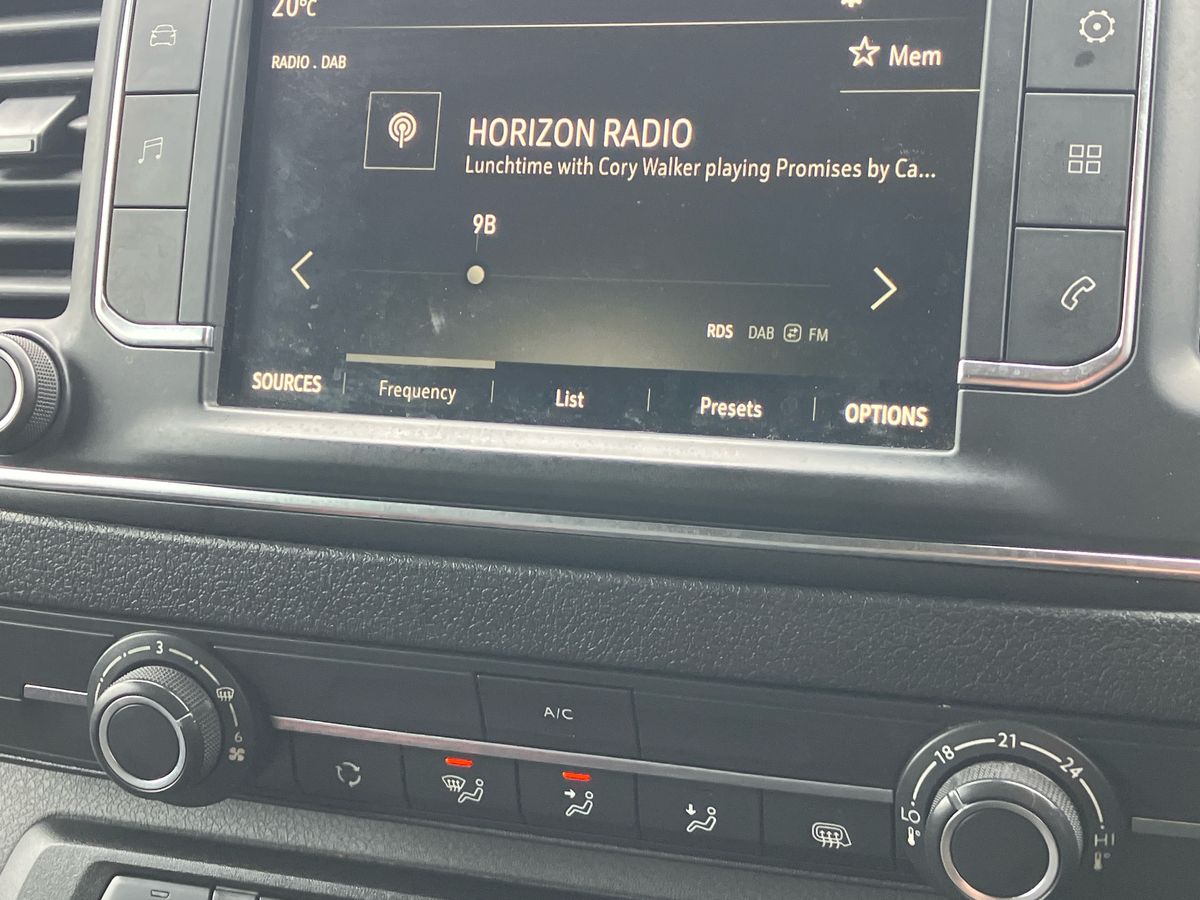 20°C
RADIO . DAB
Mem
HORIZON RADIO
Lunchtime with Cory Walker playing Promises by Ca...
9B
RDS DAB FM
SOURCES Frequency List Presets OPTIONS
3
6
A/C
18 21 24
HI